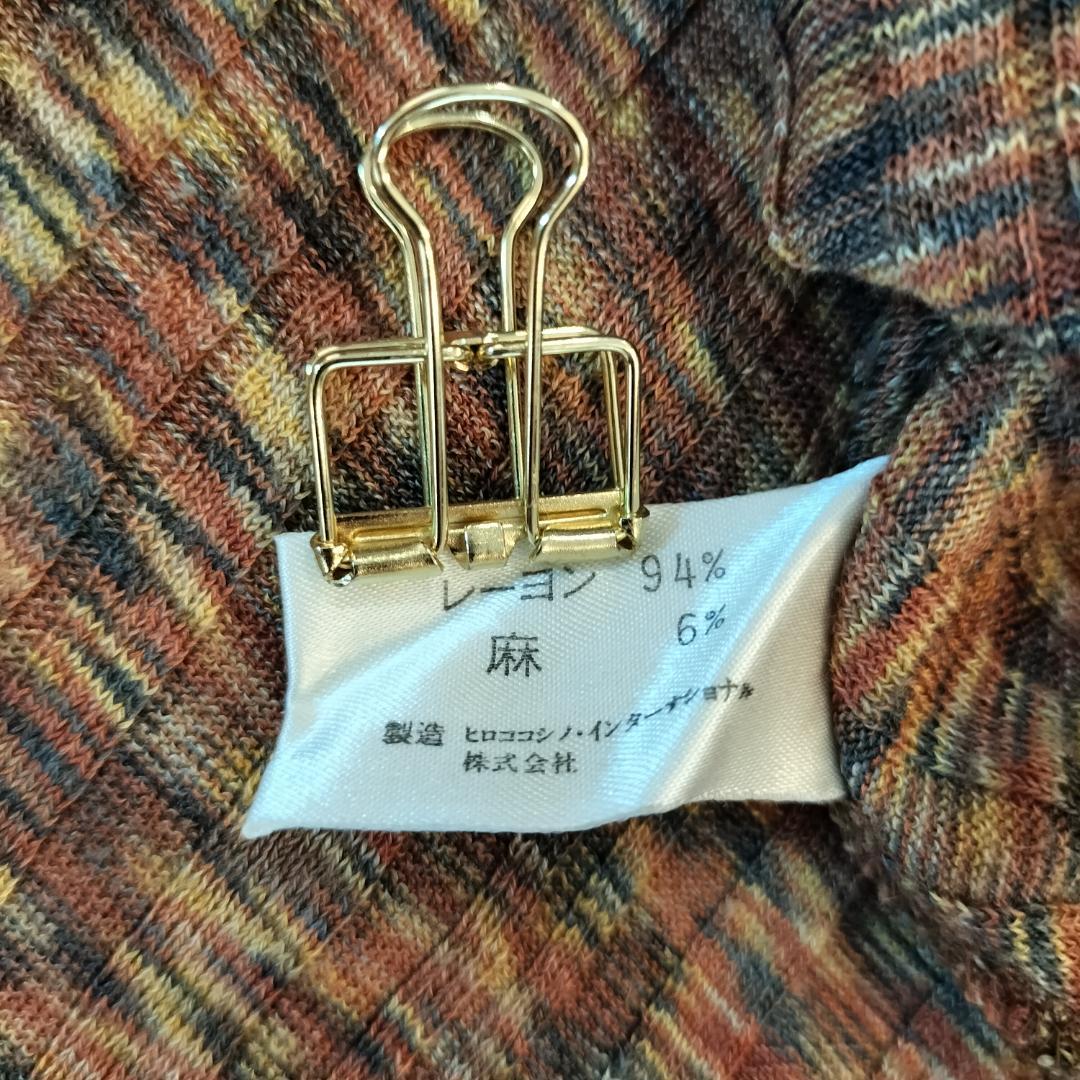 レーヨン 94%
麻 6%
製造 ヒロココシノ・インターナショナル
株式会社